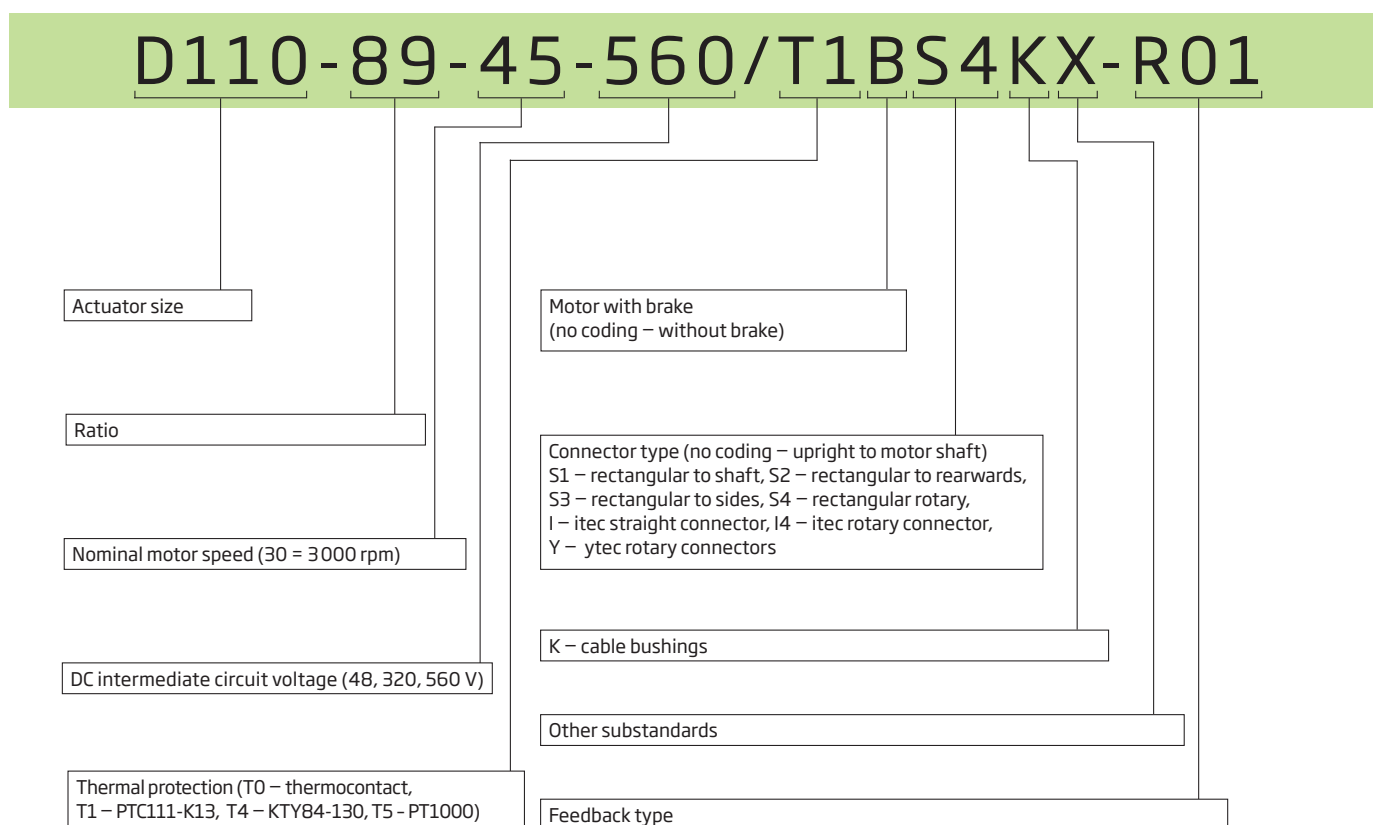 D110-89-45-560/T1BS4KX-R01
Actuator size
Ratio
Nominal motor speed (30 = 3000 rpm)
DC intermediate circuit voltage (48, 320, 560 V)
Thermal protection (T0 – thermocontact,
T1 – PTC111-K13, T4 – KTY84-130, T5 – PT1000)
Motor with brake
(no coding – without brake)
Connector type (no coding – upright to motor shaft)
S1 – rectangular to shaft, S2 – rectangular to rearwards,
S3 – rectangular to sides, S4 – rectangular rotary,
I – itec straight connector, I4 – itec rotary connector,
Y – ytec rotary connectors
K – cable bushings
Other substandards
Feedback type